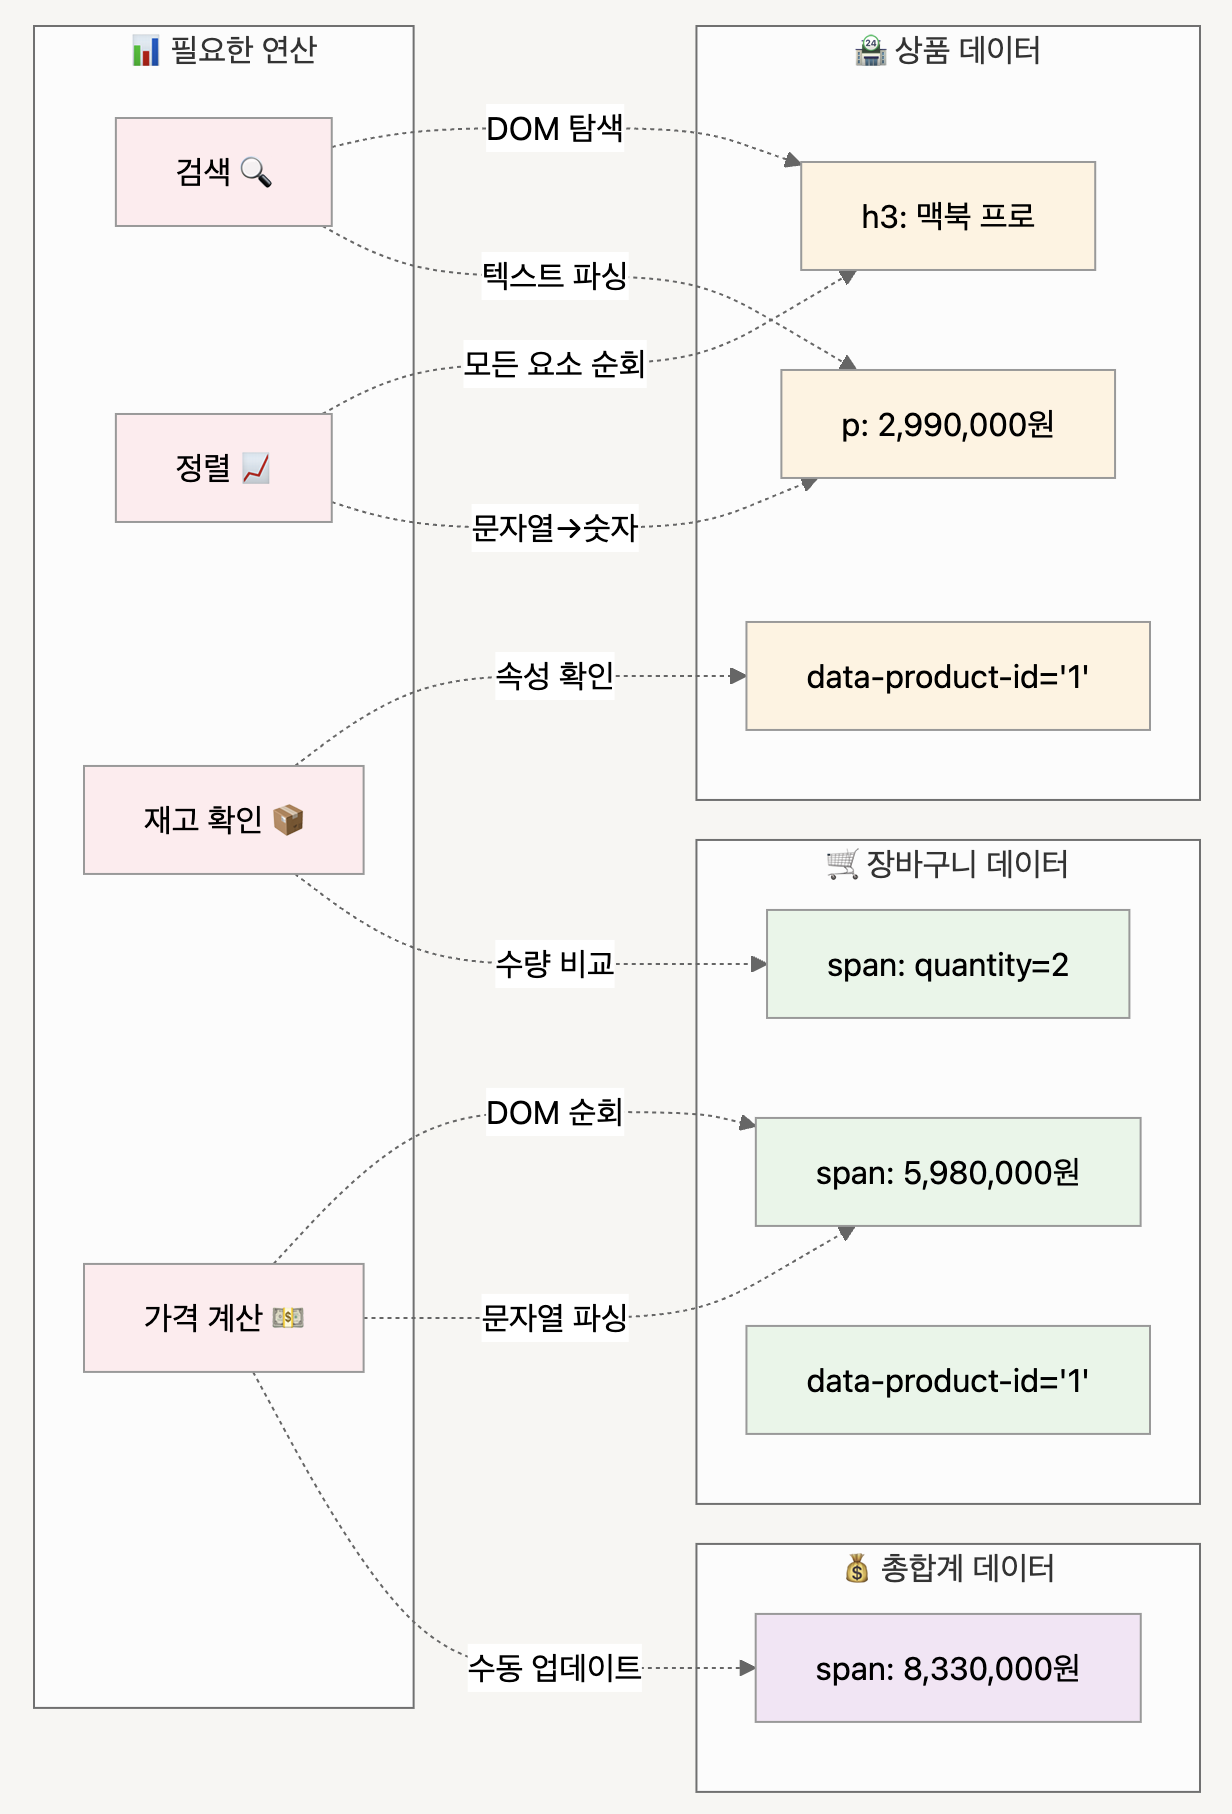 📊 필요한 연산
검색 🔍
정렬 📈
재고 확인 📦
가격 계산 💵
DOM 탐색
텍스트 파싱
모든 요소 순회
문자열→숫자
속성 확인
수량 비교
DOM 순회
문자열 파싱
수동 업데이트
🏪 상품 데이터
h3: 맥북 프로
p: 2,990,000원
data-product-id='1'
🛒 장바구니 데이터
span: quantity=2
span: 5,980,000원
data-product-id='1'
💰 총합계 데이터
span: 8,330,000원